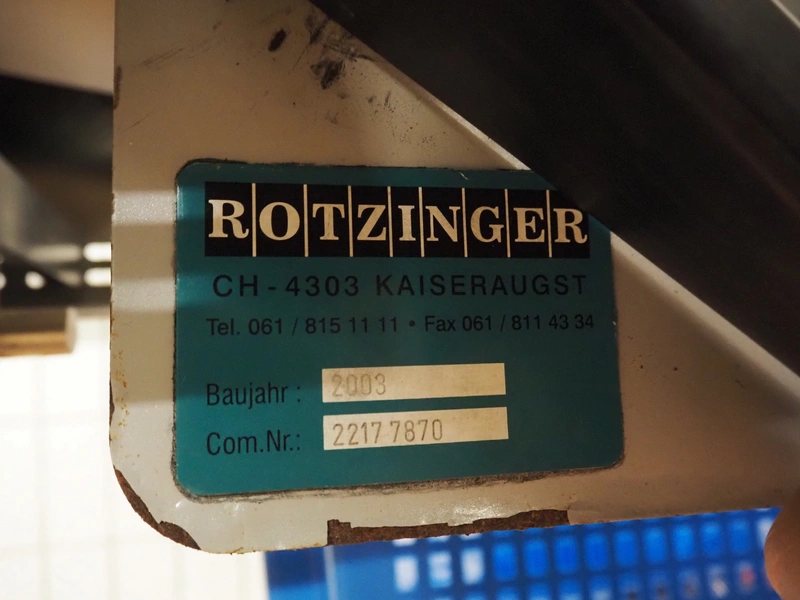 ROTZINGER
CH - 4303 KAISERAUGST
Tel. 061 / 815 11 11 • Fax 061 / 811 43 34
Baujahr : 2003
Com.Nr.: 2217 7870